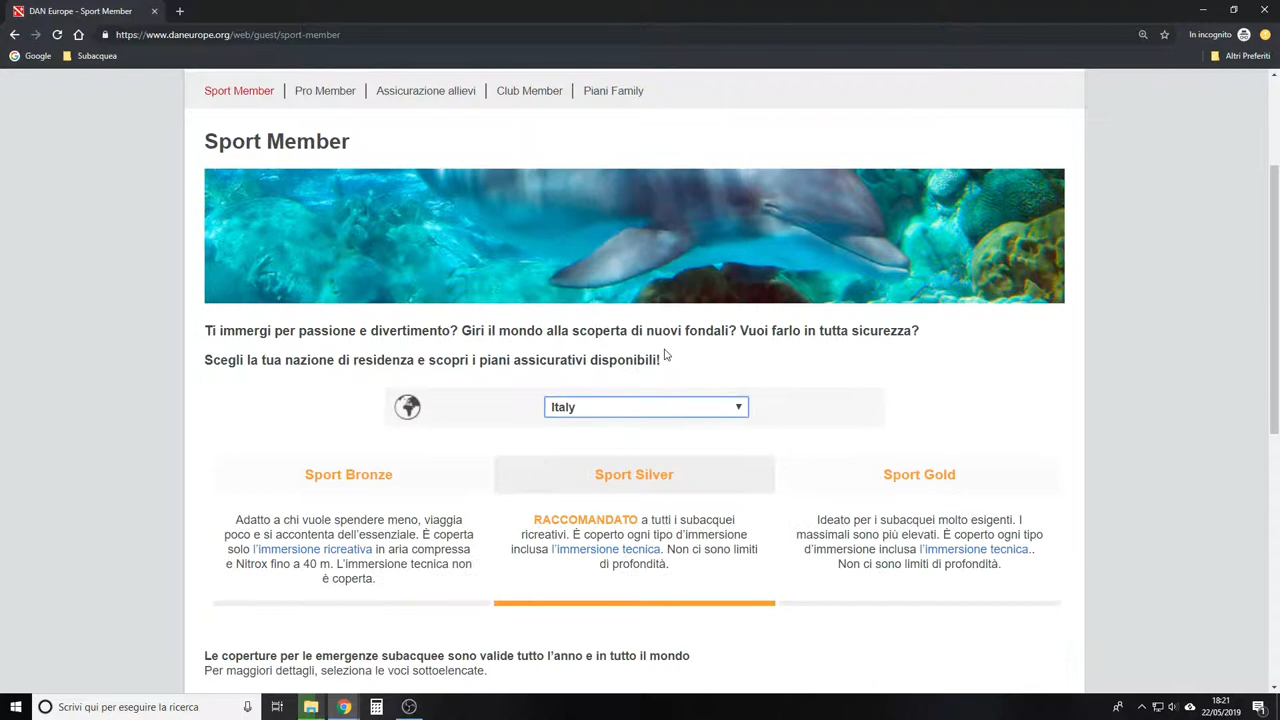 DAN Europe - Sport Member
https://www.daneurope.org/web/guest/sport-member
In incognito
Google
Subacquea
Altri Preferiti
Sport Member | Pro Member | Assicurazione allievi | Club Member | Piani Family
Sport Member
Ti immergi per passione e divertimento? Giri il mondo alla scoperta di nuovi fondali? Vuoi farlo in tutta sicurezza?
Scegli la tua nazione di residenza e scopri i piani assicurativi disponibili!
Italy
Sport Bronze
Adatto a chi vuole spendere meno, viaggia
poco e si accontenta dell'essenziale. È coperta
solo l'immersione ricreativa in aria compressa
e Nitrox fino a 40 m. L'immersione tecnica non
è coperta.
Sport Silver
RACCOMANDATO a tutti i subacquei
ricreativi. È coperto ogni tipo d'immersione
inclusa l'immersione tecnica. Non ci sono limiti
di profondità.
Sport Gold
Ideato per i subacquei molto esigenti. I
massimali sono più elevati. È coperto ogni tipo
d'immersione inclusa l'immersione tecnica..
Non ci sono limiti di profondità.
Le coperture per le emergenze subacquee sono valide tutto l'anno e in tutto il mondo
Per maggiori dettagli, seleziona le voci sottoelencate.
Scrivi qui per eseguire la ricerca
18:21
22/05/2019